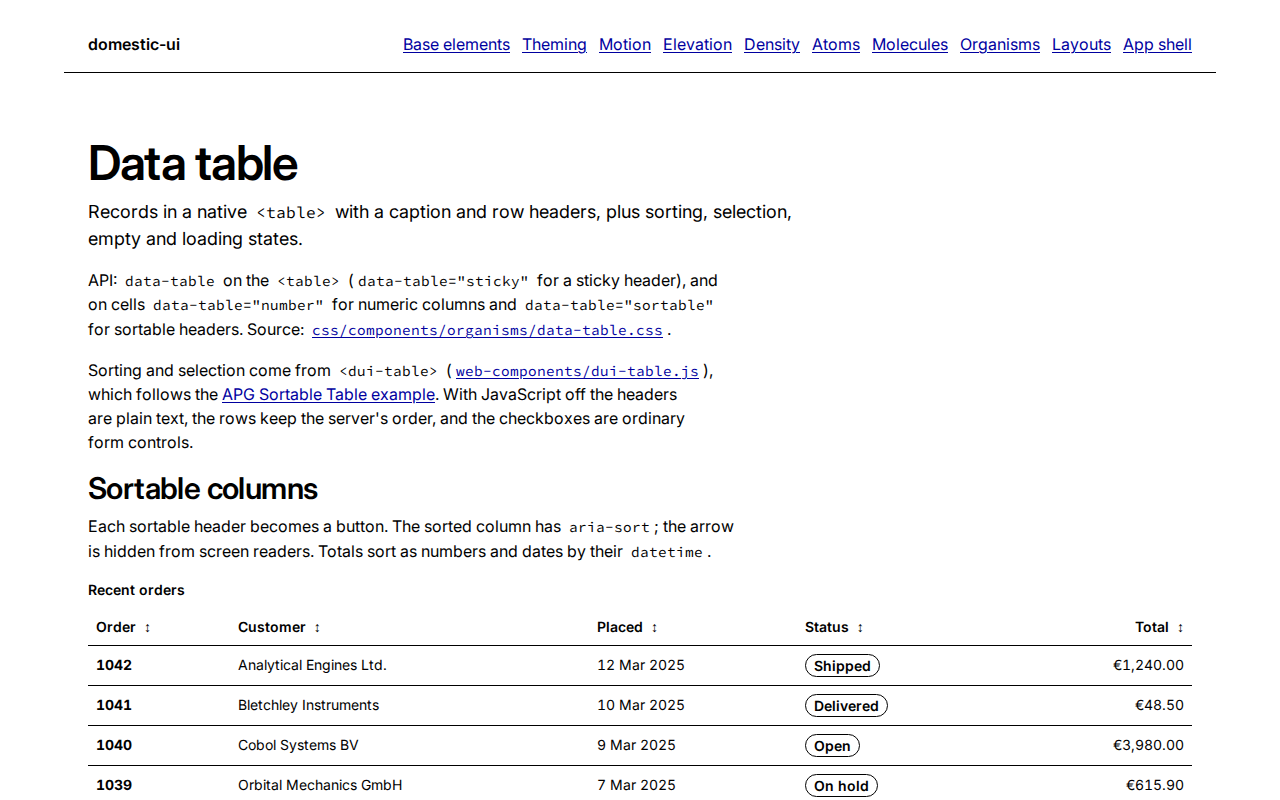 domestic-ui
Base elements Theming Motion Elevation Density Atoms Molecules Organisms Layouts App shell
Data table
Records in a native <table> with a caption and row headers, plus sorting, selection,
empty and loading states.
API: data-table on the <table> ( data-table="sticky" for a sticky header), and
on cells data-table="number" for numeric columns and data-table="sortable"
for sortable headers. Source: css/components/organisms/data-table.css .
Sorting and selection come from <dui-table> ( web-components/dui-table.js ),
which follows the APG Sortable Table example. With JavaScript off the headers
are plain text, the rows keep the server's order, and the checkboxes are ordinary
form controls.
Sortable columns
Each sortable header becomes a button. The sorted column has aria-sort ; the arrow
is hidden from screen readers. Totals sort as numbers and dates by their datetime .
Recent orders
Order ↕ Customer ↕ Placed ↕ Status ↕ Total ↕
1042 Analytical Engines Ltd. 12 Mar 2025 Shipped €1,240.00
1041 Bletchley Instruments 10 Mar 2025 Delivered €48.50
1040 Cobol Systems BV 9 Mar 2025 Open €3,980.00
1039 Orbital Mechanics GmbH 7 Mar 2025 On hold €615.90